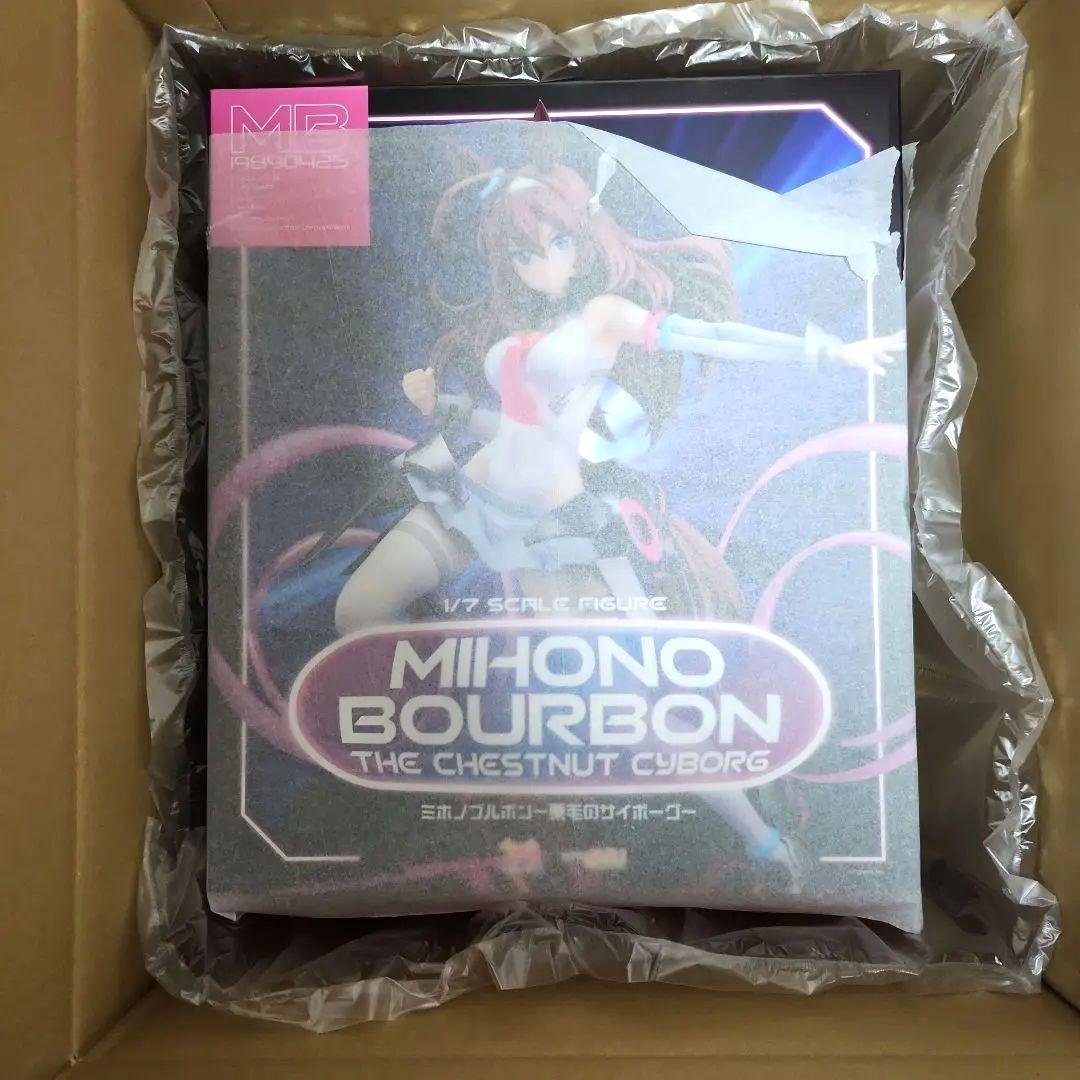 MB
19890425
1/7 SCALE FIGURE
MIHONO
BOURBON
THE CHESTNUT CYBORG
ミホノブルボン~栗毛のサイボーグ~